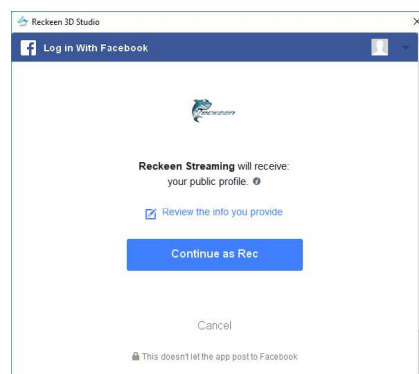 Reckeen 3D Studio
Log in With Facebook
Reckeen
Reckeen Streaming will receive:
your public profile.
Review the info you provide
Continue as Rec
Cancel
This doesn't let the app post to Facebook